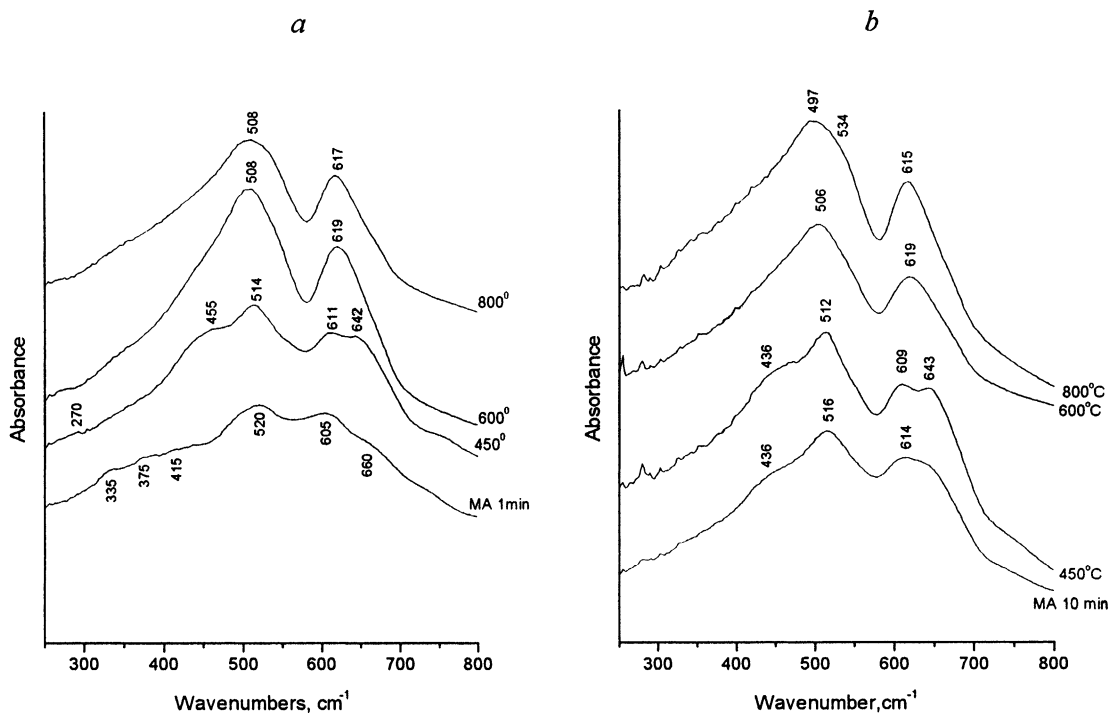 a
508
617
800⁰
508
619
600⁰
455
514
611
642
270
450⁰
520
605
335
375
415
660
MA 1min
Absorbance
300 400 500 600 700 800
Wavenumbers, cm⁻¹
b
497
534
615
800°C
506
619
600°C
436
512
609
643
450°C
436
516
614
MA 10 min
Absorbance
300 400 500 600 700 800
Wavenumber,cm⁻¹